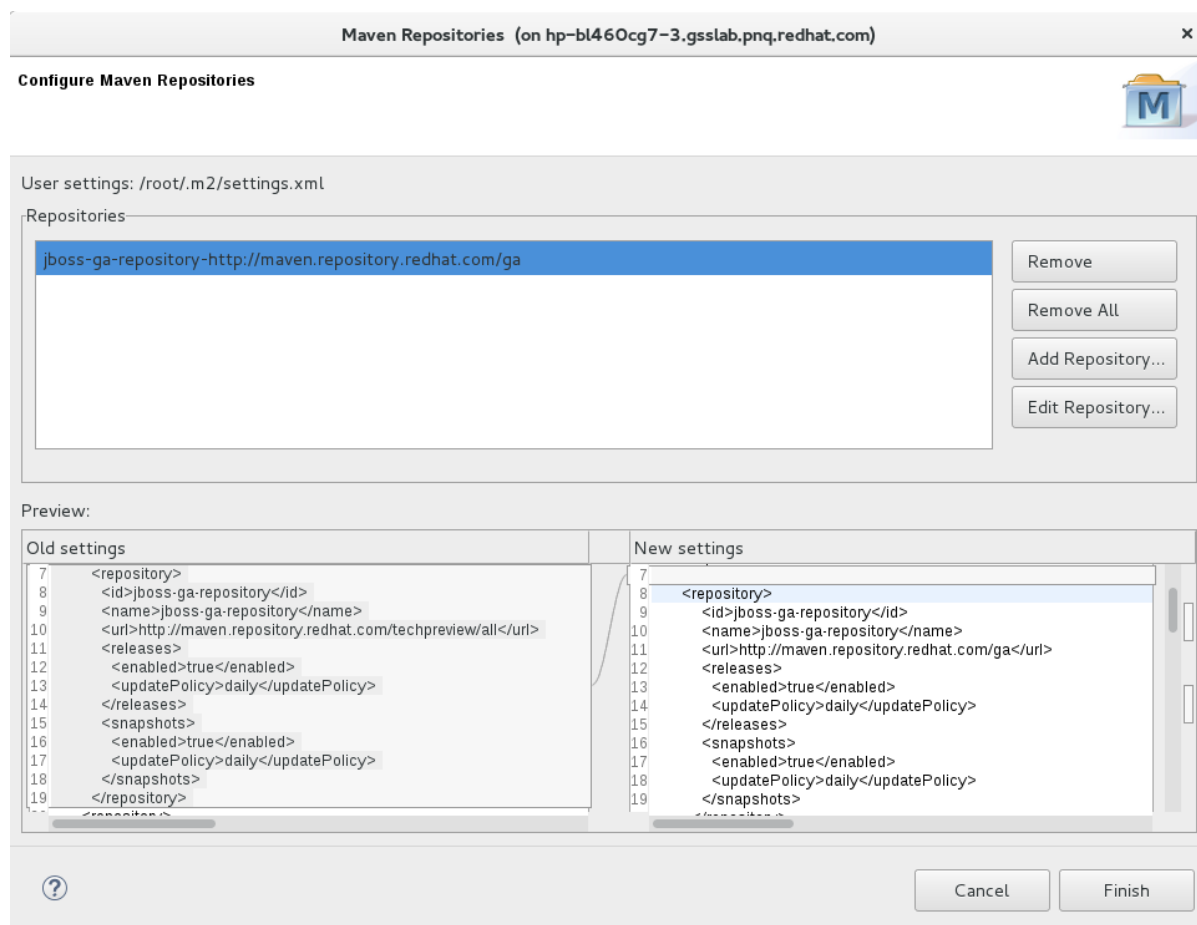 Maven Repositories (on hp-bl460cg7-3.gsslab.pnq.redhat.com)
×
Configure Maven Repositories
M
User settings: /root/.m2/settings.xml
Repositories
jboss-ga-repository-http://maven.repository.redhat.com/ga
Remove
Remove All
Add Repository...
Edit Repository...
Preview:
Old settings
7 <repository>
8 <id>jboss-ga-repository</id>
9 <name>jboss-ga-repository</name>
10 <url>http://maven.repository.redhat.com/techpreview/all</url>
11 <releases>
12 <enabled>true</enabled>
13 <updatePolicy>daily</updatePolicy>
14 </releases>
15 <snapshots>
16 <enabled>true</enabled>
17 <updatePolicy>daily</updatePolicy>
18 </snapshots>
19 </repository>
<repository>
New settings
7
8 <repository>
9 <id>jboss-ga-repository</id>
10 <name>jboss-ga-repository</name>
11 <url>http://maven.repository.redhat.com/ga</url>
12 <releases>
13 <enabled>true</enabled>
14 <updatePolicy>daily</updatePolicy>
15 </releases>
16 <snapshots>
17 <enabled>true</enabled>
18 <updatePolicy>daily</updatePolicy>
19 </snapshots>
</repository>
?
Cancel
Finish